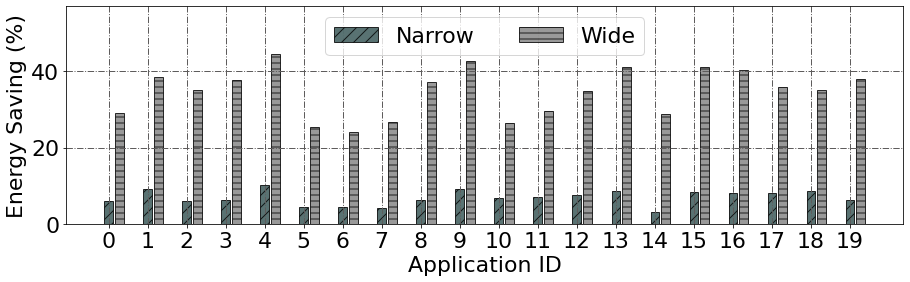 Energy Saving (%)
40
20
0
Narrow Wide
0 1 2 3 4 5 6 7 8 9 10 11 12 13 14 15 16 17 18 19
Application ID